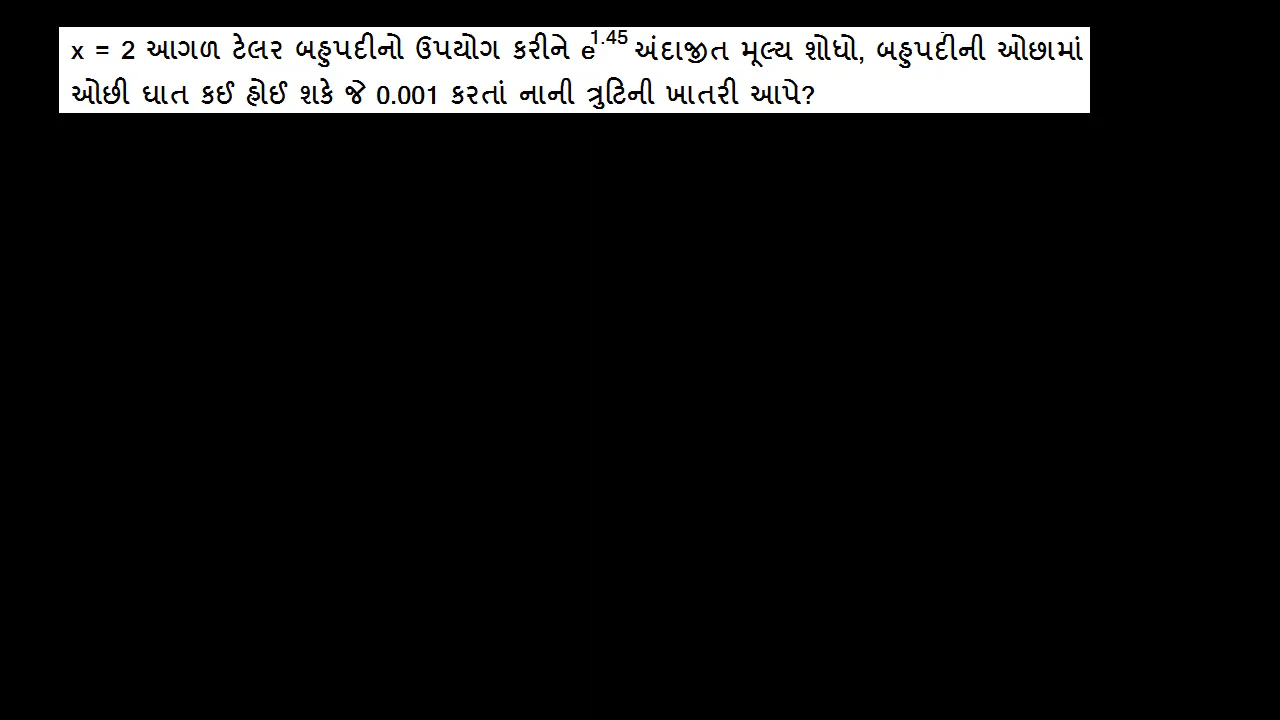 x = 2 આગળ ટેલર બહુપદીનો ઉપયોગ કરીને e^1.45 અંદાજીત મૂલ્ય શોધો, બહુપદીની ઓછામાં
ઓછી ઘાત કઈ હોઈ શકે જે 0.001 કરતાં નાની ત્રુટિની ખાતરી આપે?